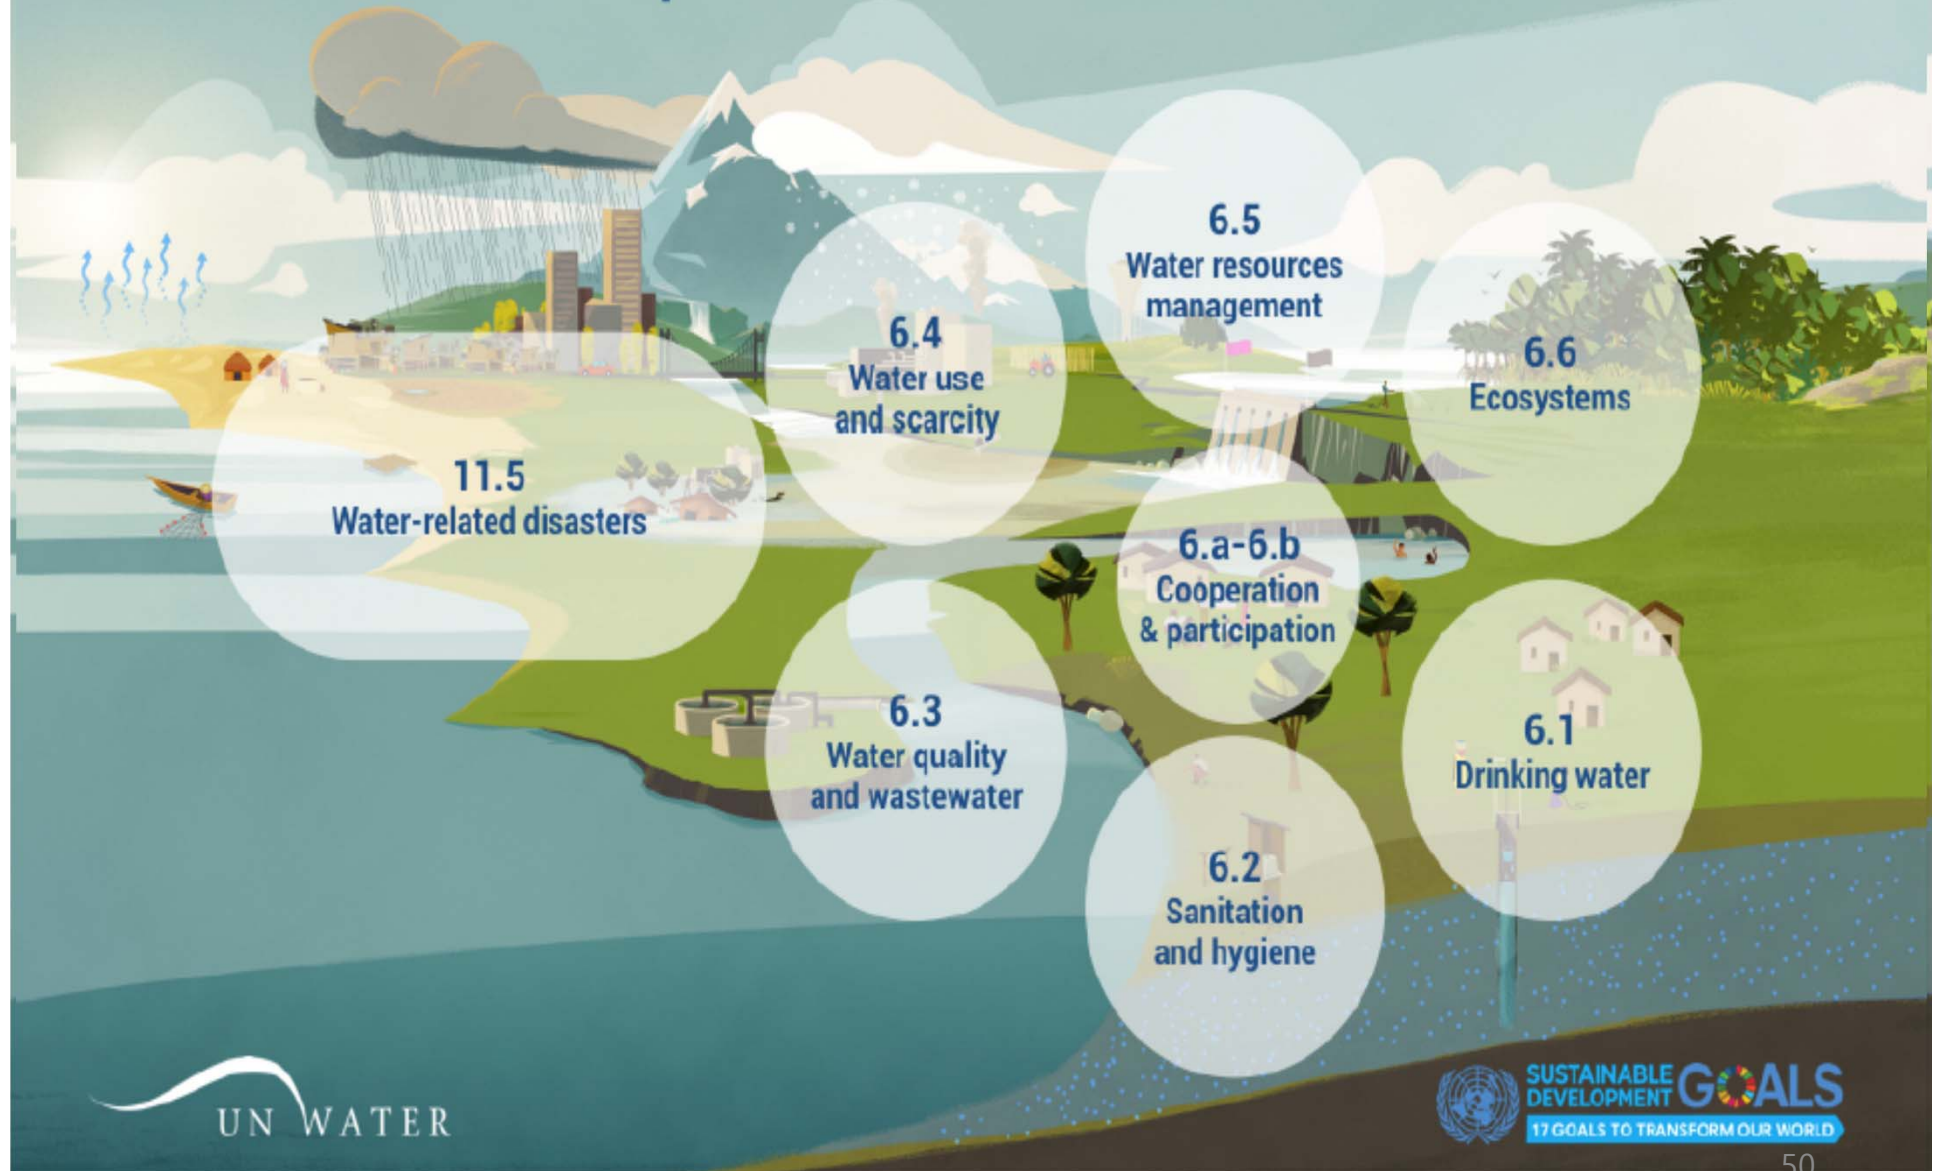 6.5
Water resources
management
6.4
Water use
and scarcity
6.6
Ecosystems
11.5
Water-related disasters
6.a-6.b
Cooperation
& participation
6.3
Water quality
and wastewater
6.1
Drinking water
6.2
Sanitation
and hygiene
UN WATER
SUSTAINABLE
DEVELOPMENT GOALS
17 GOALS TO TRANSFORM OUR WORLD
50